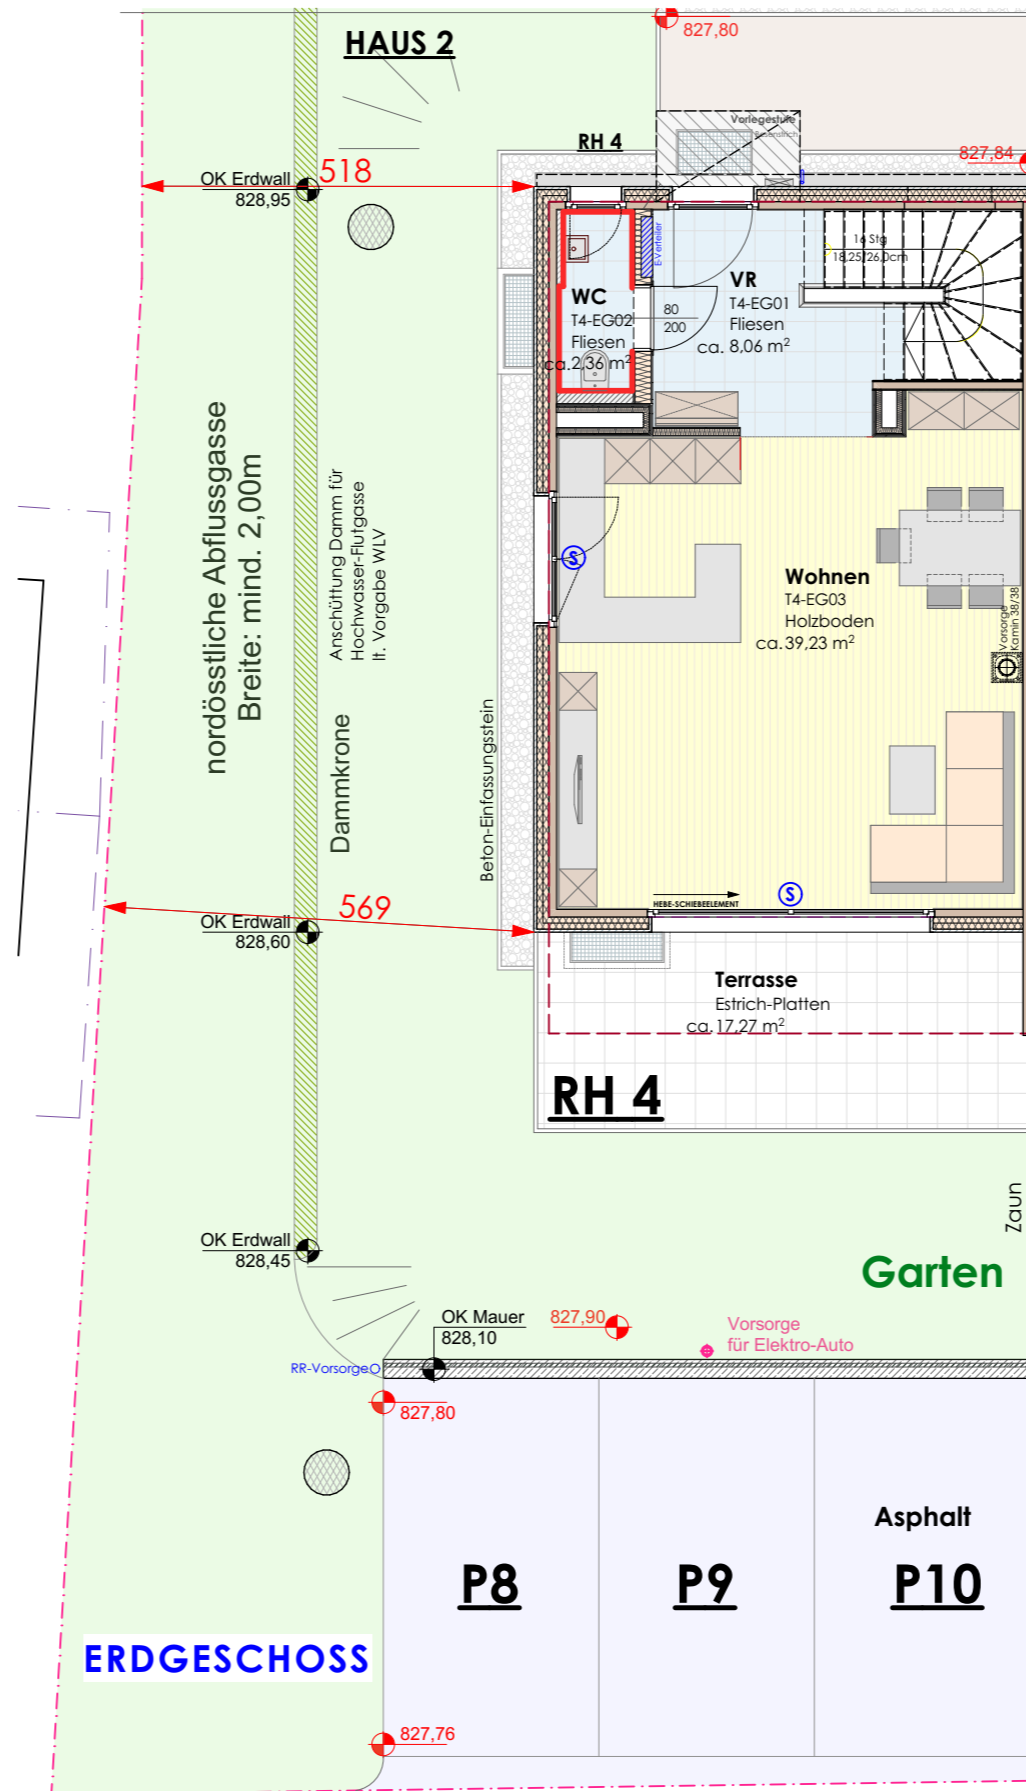 HAUS 2
827,80
Vorlegestufe
RH 4
827,84
OK Erdwall
828,95
518
E-Verteiler
16 Stg
18,25/26,0cm
WC
T4-EG02
Fliesen
ca.2,36 m²
80
200
VR
T4-EG01
Fliesen
ca. 8,06 m²
nordösstliche Abflussgasse
Breite: mind. 2,00m
Anschüttung Damm für
Hochwasser-Flutgasse
lt. Vorgabe WLV
Dammkrone
Beton-Einfassungsstein
S
Wohnen
T4-EG03
Holzboden
ca.39,23 m²
Vorsorge
Kamin 38/38
569
OK Erdwall
828,60
HEBE-SCHIEBEELEMENT
S
Terrasse
Estrich-Platten
ca.17,27 m²
RH 4
Zaun
OK Erdwall
828,45
Garten
OK Mauer
828,10
827,90
Vorsorge
für Elektro-Auto
RR-Vorsorge
827,80
Asphalt
P8
P9
P10
ERDGESCHOSS
827,76